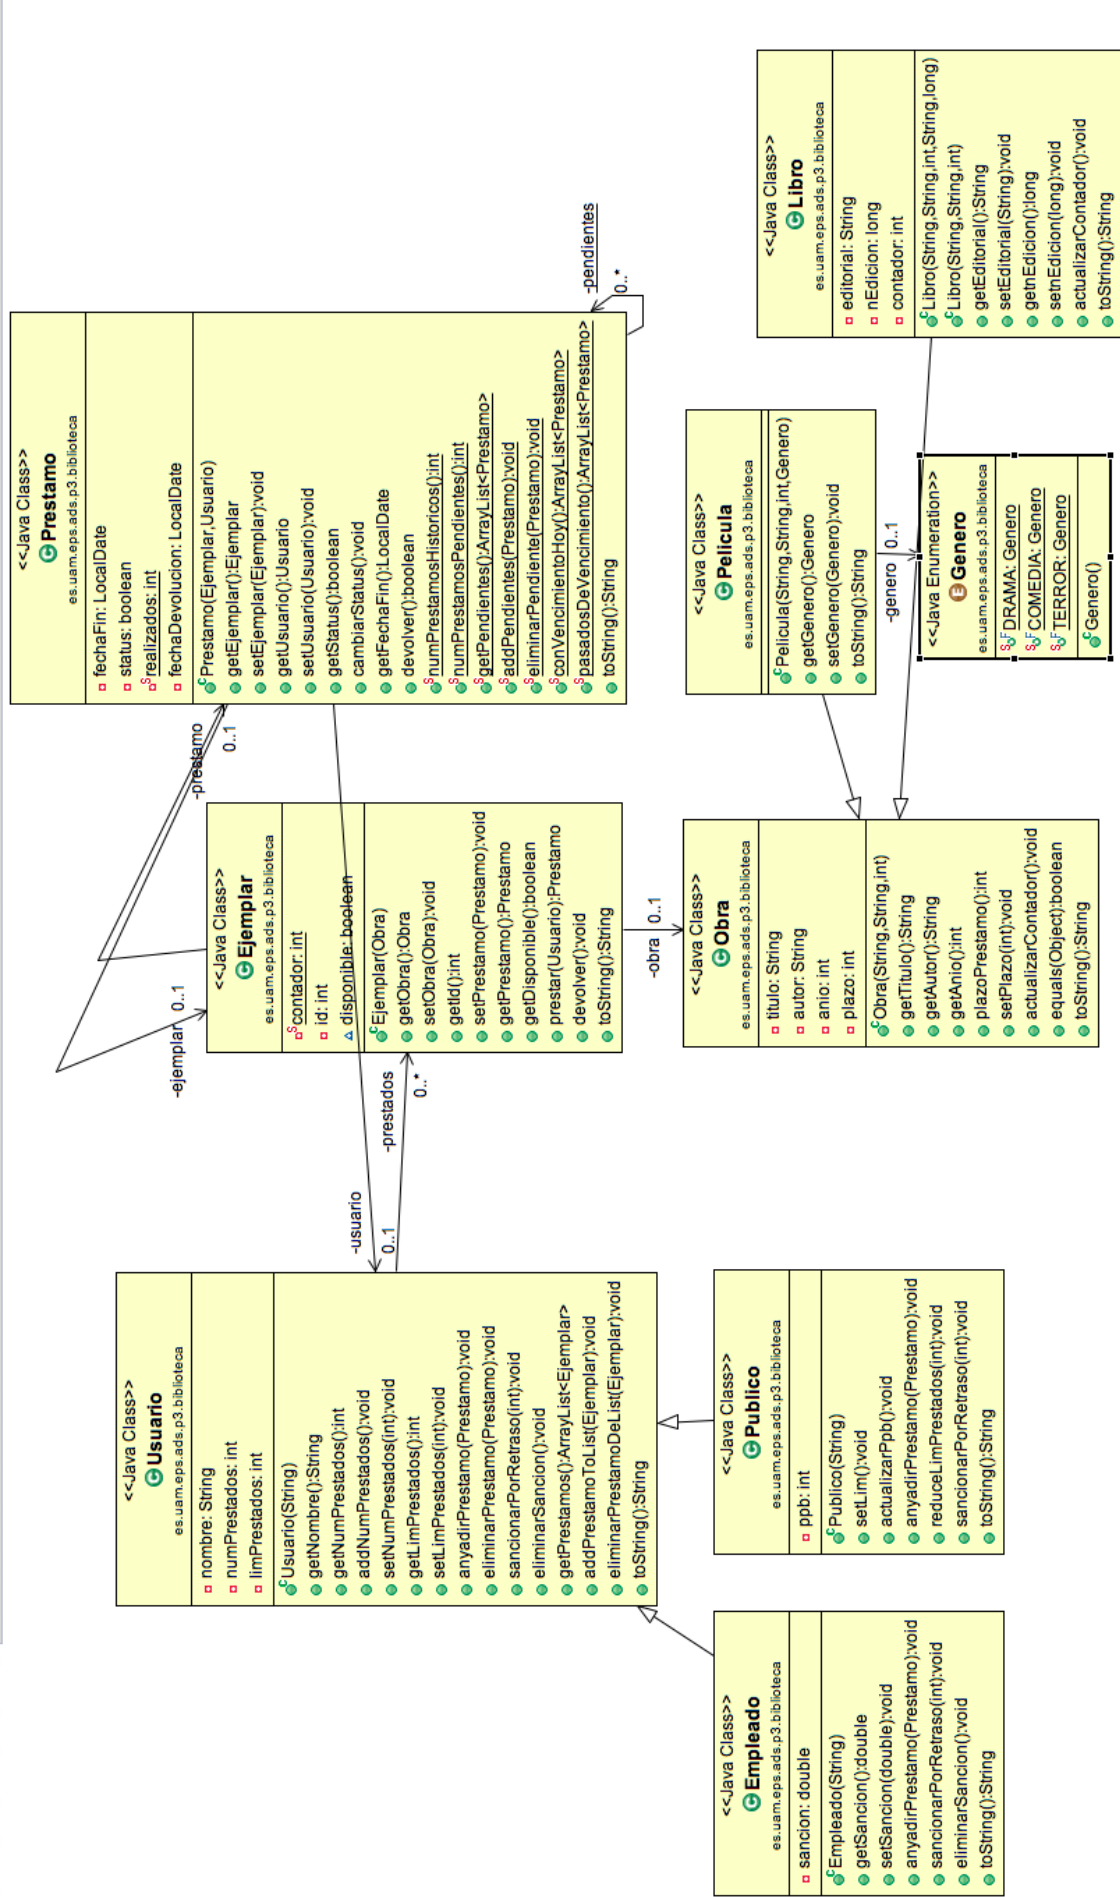 <<Java Class>>
Usuario
es.uam.eps.ads.p3.biblioteca
nombre: String
numPrestados: int
limPrestados: int
Usuario(String)
getNombre():String
getNumPrestados():int
addNumPrestados():void
setNumPrestados(int):void
getLimPrestados():int
setLimPrestados(int):void
anyadirPrestamo(Prestamo):void
eliminarPrestamo(Prestamo):void
sancionarPorRetraso(int):void
eliminarSancion():void
getPrestamos():ArrayList<Ejemplar>
addPrestamoToList(Ejemplar):void
eliminarPrestamoDeList(Ejemplar):void
toString():String
-usuario
0..1
-prestados
0..*
-ejemplar 0..1
<<Java Class>>
Ejemplar
es.uam.eps.ads.p3.biblioteca
contador: int
id: int
disponible: boolean
Ejemplar(Obra)
getObra():Obra
setObra(Obra):void
getId():int
setPrestamo(Prestamo):void
getPrestamo():Prestamo
getDisponible():boolean
prestar(Usuario):Prestamo
devolver():void
toString():String
-prestamo
0..1
<<Java Class>>
Prestamo
es.uam.eps.ads.p3.biblioteca
fechaFin: LocalDate
status: boolean
realizados: int
fechaDevolucion: LocalDate
Prestamo(Ejemplar,Usuario)
getEjemplar():Ejemplar
setEjemplar(Ejemplar):void
getUsuario():Usuario
setUsuario(Usuario):void
getStatus():boolean
cambiarStatus():void
getFechaFin():LocalDate
devolver():boolean
numPrestamosHistoricos():int
numPrestamosPendientes():int
getPendientes():ArrayList<Prestamo>
addPendientes(Prestamo):void
eliminarPendiente(Prestamo):void
conVencimientoHoy():ArrayList<Prestamo>
pasadosDeVencimiento():ArrayList<Prestamo>
toString():String
-pendientes
0..*
<<Java Class>>
Empleado
es.uam.eps.ads.p3.biblioteca
sancion: double
Empleado(String)
getSancion():double
setSancion(double):void
anyadirPrestamo(Prestamo):void
sancionarPorRetraso(int):void
eliminarSancion():void
toString():String
<<Java Class>>
Publico
es.uam.eps.ads.p3.biblioteca
ppb: int
Publico(String)
setLim():void
actualizarPpb():void
anyadirPrestamo(Prestamo):void
reduceLimPrestados(int):void
sancionarPorRetraso(int):void
toString():String
-obra 0..1
<<Java Class>>
Obra
es.uam.eps.ads.p3.biblioteca
titulo: String
autor: String
anio: int
plazo: int
Obra(String,String,int)
getTitulo():String
getAutor():String
getAnio():int
plazoPrestamo():int
setPlazo(int):void
actualizarContador():void
equals(Object):boolean
toString():String
<<Java Class>>
Pelicula
es.uam.eps.ads.p3.biblioteca
Pelicula(String,String,int,Genero)
getGenero():Genero
setGenero(Genero):void
toString():String
-genero 0..1
<<Java Enumeration>>
Genero
es.uam.eps.ads.p3.biblioteca
DRAMA: Genero
COMEDIA: Genero
TERROR: Genero
Genero()
<<Java Class>>
Libro
es.uam.eps.ads.p3.biblioteca
editorial: String
nEdicion: long
contador: int
Libro(String,String,int,String,long)
Libro(String,String,int)
getEditorial():String
setEditorial(String):void
getnEdicion():long
setnEdicion(long):void
actualizarContador():void
toString():String